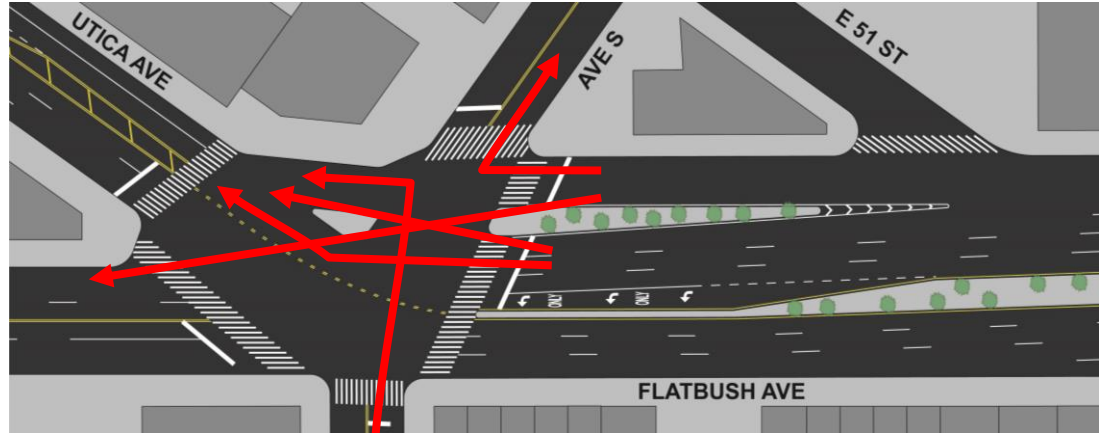 UTICA AVE
AVE S
E 51 ST
ONLY
ONLY
FLATBUSH AVE